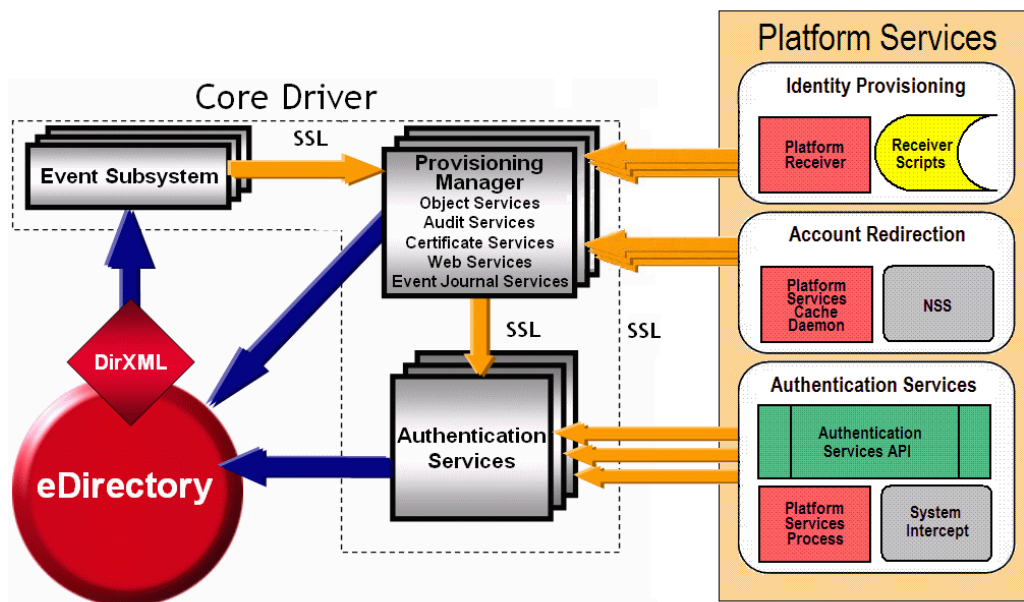 Platform Services
Core Driver
Identity Provisioning
SSL
Event Subsystem
Provisioning
Manager
Object Services
Audit Services
Certificate Services
Web Services
Event Journal Services
Platform
Receiver
Receiver
Scripts
Account Redirection
Platform
Services
Cache
Daemon
NSS
SSL
SSL
DirXML
eDirectory
Authentication
Services
Authentication Services
Authentication
Services API
Platform
Services
Process
System
Intercept